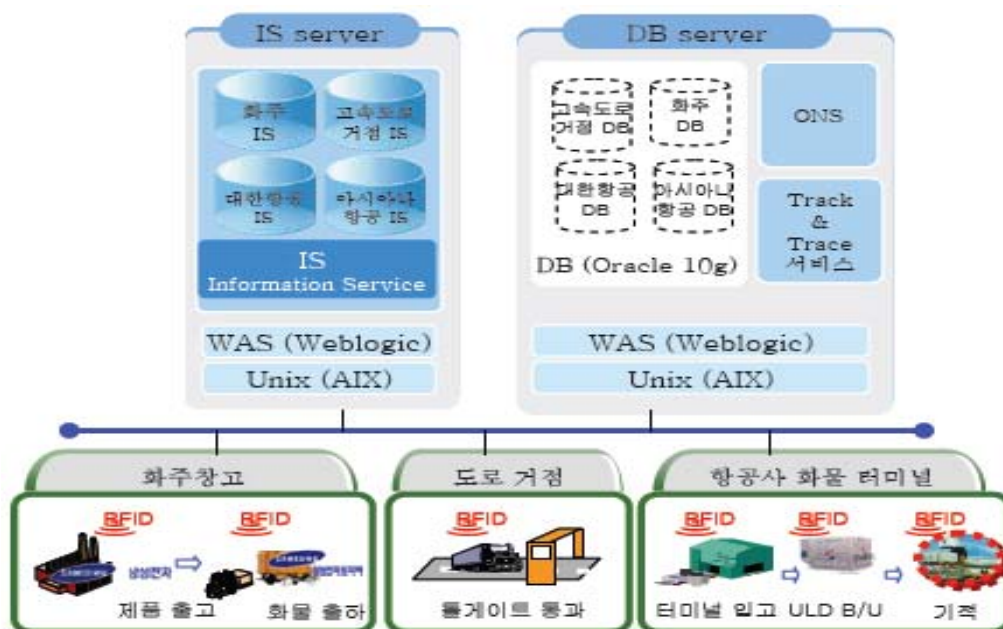 IS server
DB server
화주
IS
고속도로
거점 IS
대한항공
IS
아시아나
항공 IS
IS
Information Service
WAS (Weblogic)
Unix (AIX)
고속도로
거점 DB
화주
DB
대한항공
DB
아시아나
항공 DB
DB (Oracle 10g)
ONS
Track
&
Trace
서비스
WAS (Weblogic)
Unix (AIX)
화주창고
도로 거점
항공사 화물 터미널
RFID
RFID
RFID
RFID
RFID
RFID
삼성전자
제품 출고
화물 출하
톨게이트 통과
터미널 입고
ULD B/U
기적